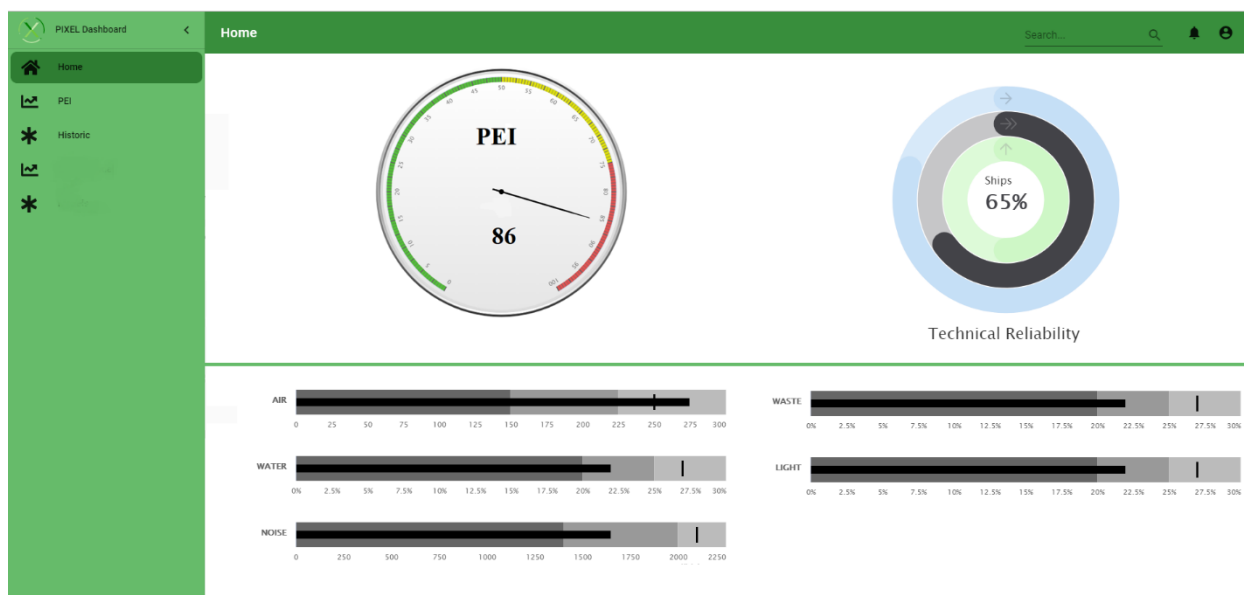 PIXEL Dashboard
Home
Search...
Home
PEI
Historic
PEI
86
0 5 10 15 20 25 30 35 40 45 50 55 60 65 70 75 80 85 90 95 100
Ships
65%
Technical Reliability
AIR
0 25 50 75 100 125 150 175 200 225 250 275 300
WASTE
0% 2.5% 5% 7.5% 10% 12.5% 15% 17.5% 20% 22.5% 25% 27.5% 30%
WATER
0% 2.5% 5% 7.5% 10% 12.5% 15% 17.5% 20% 22.5% 25% 27.5% 30%
LIGHT
0% 2.5% 5% 7.5% 10% 12.5% 15% 17.5% 20% 22.5% 25% 27.5% 30%
NOISE
0 250 500 750 1000 1250 1500 1750 2000 2250